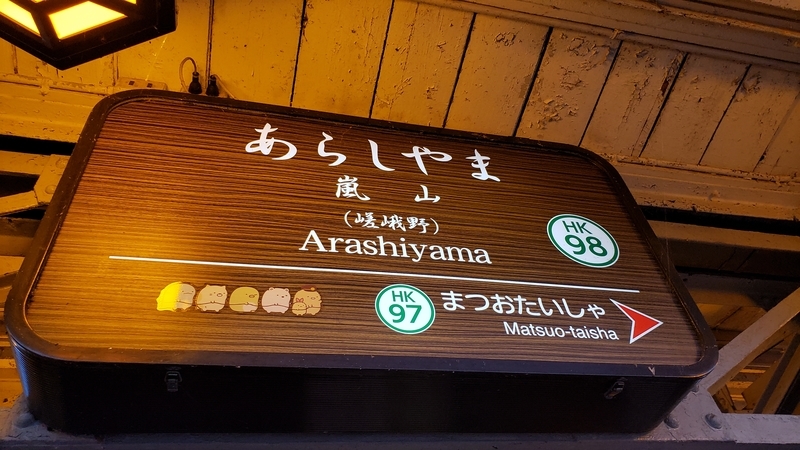 あらしやま
嵐山
(嵯峨野)
Arashiyama
HK
98
HK
97
まつおたいしゃ
Matsuo-taisha